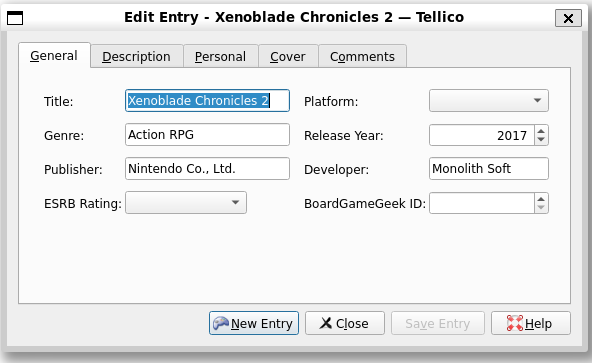 Edit Entry - Xenoblade Chronicles 2 — Tellico
General Description Personal Cover Comments
Title: Xenoblade Chronicles 2 Platform:
Genre: Action RPG Release Year: 2017
Publisher: Nintendo Co., Ltd. Developer: Monolith Soft
ESRB Rating: BoardGameGeek ID:
New Entry Close Save Entry Help